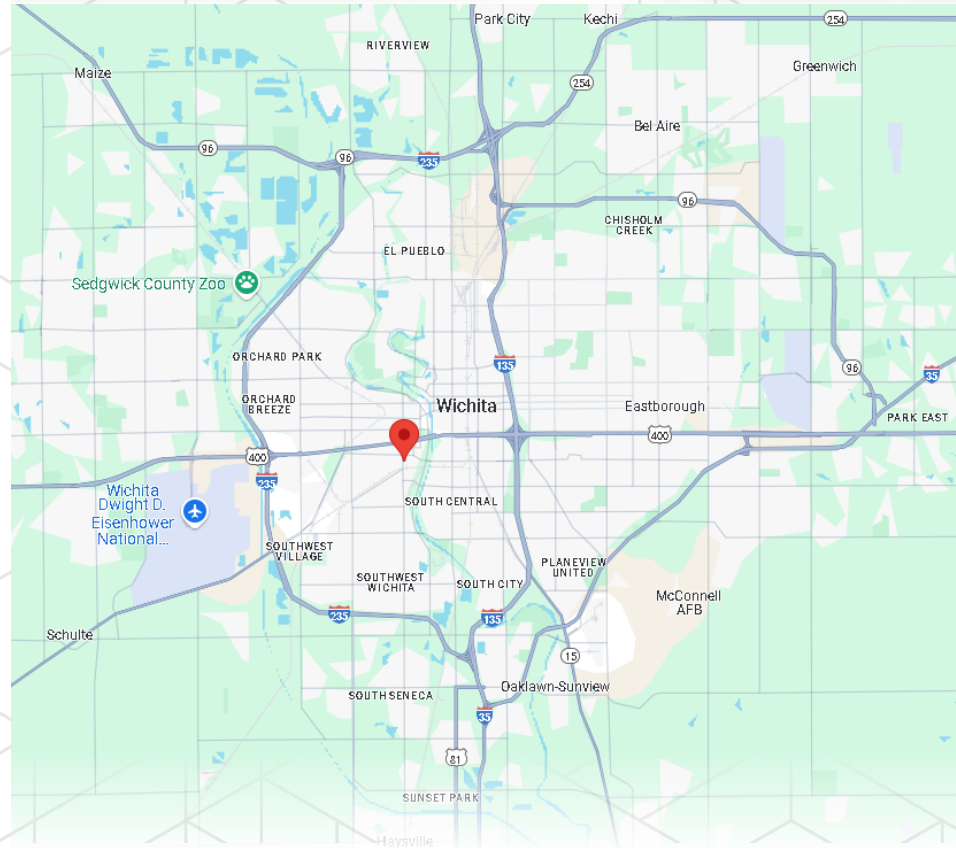 Park City
Kechi
254
RIVERVIEW
Maize
Greenwich
254
Bel Aire
96
96
235
96
CHISHOLM
CREEK
EL PUEBLO
Sedgwick County Zoo
ORCHARD PARK
135
96
35
ORCHARD
BREEZE
Wichita
Eastborough
PARK EAST
400
400
235
Wichita
Dwight D.
Eisenhower
National...
SOUTH CENTRAL
SOUTHWEST
VILLAGE
PLANEVIEW
UNITED
SOUTHWEST
WICHITA
SOUTH CITY
McConnell
AFB
235
135
Schulte
15
SOUTH SENECA
Oaklawn-Sunview
35
81
SUNSET PARK
Haysville